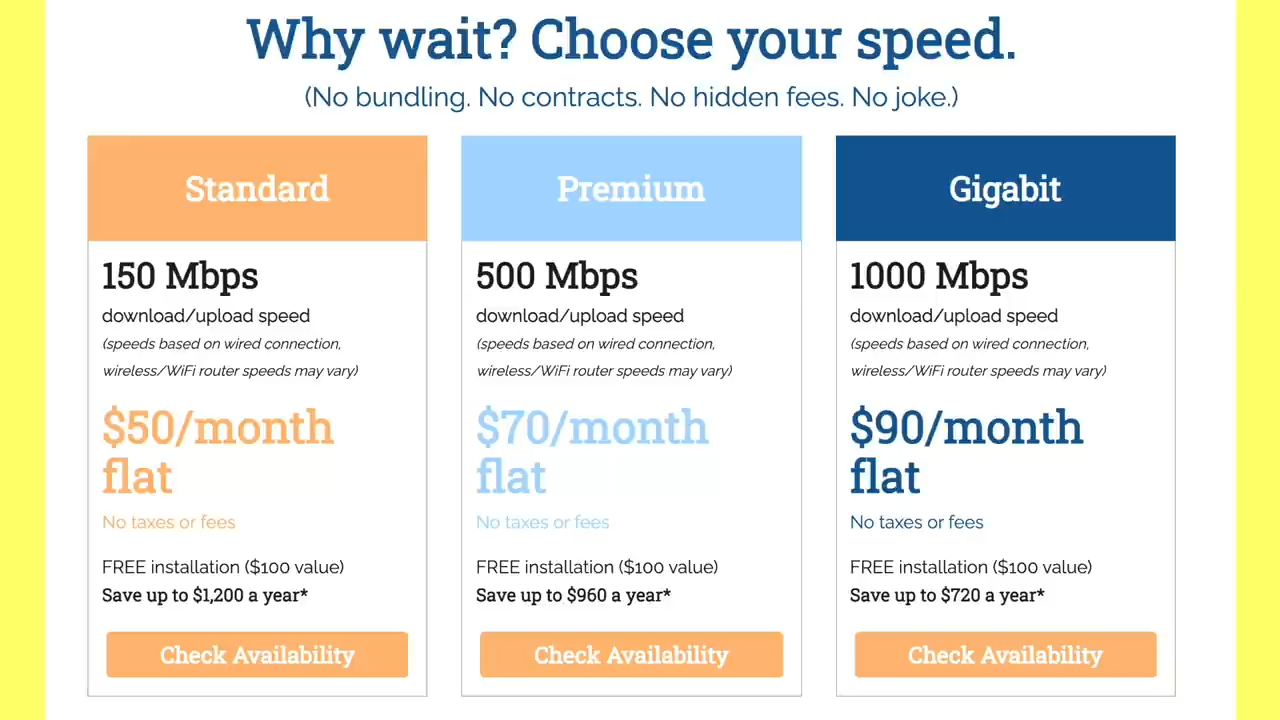 Why wait? Choose your speed.
(No bundling. No contracts. No hidden fees. No joke.)
Standard
150 Mbps
download/upload speed
(speeds based on wired connection,
wireless/WiFi router speeds may vary)
$50/month
flat
No taxes or fees
FREE installation ($100 value)
Save up to $1,200 a year*
Check Availability
Premium
500 Mbps
download/upload speed
(speeds based on wired connection,
wireless/WiFi router speeds may vary)
$70/month
flat
No taxes or fees
FREE installation ($100 value)
Save up to $960 a year*
Check Availability
Gigabit
1000 Mbps
download/upload speed
(speeds based on wired connection,
wireless/WiFi router speeds may vary)
$90/month
flat
No taxes or fees
FREE installation ($100 value)
Save up to $720 a year*
Check Availability